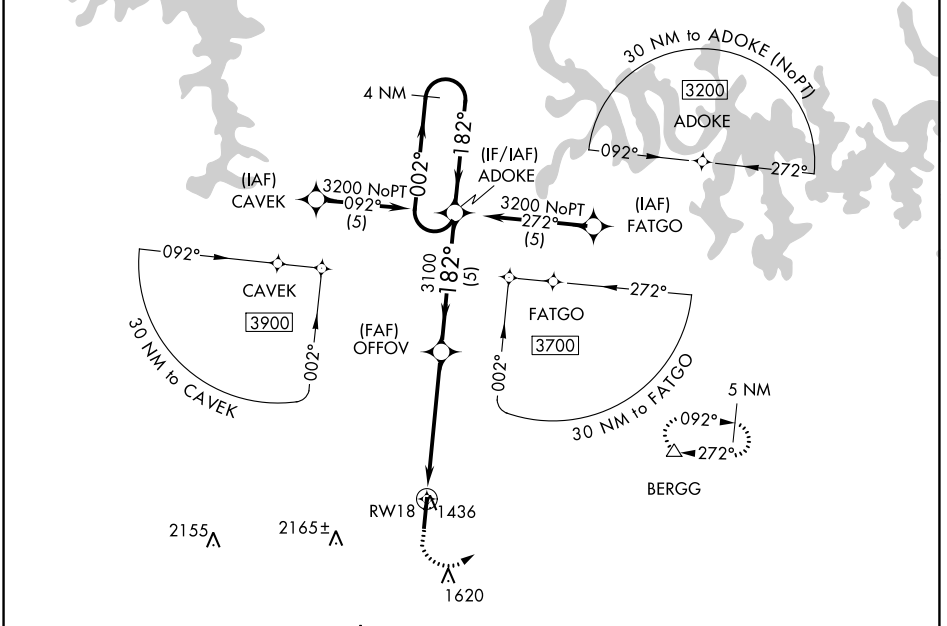 30 NM to ADOKE (NoPT)
3200
ADOKE
092°
272°
4 NM
182°
002°
(IF/IAF)
ADOKE
(IAF)
CAVEK
3200 NoPT
092°
(5)
3200 NoPT
272°
(5)
(IAF)
FATGO
3100
182°
(5)
092°
CAVEK
3900
002°
30 NM to CAVEK
(FAF)
OFFOV
272°
FATGO
3700
002°
30 NM to FATGO
5 NM
092°
272°
BERGG
RW18
1436
2155
2165±
1620